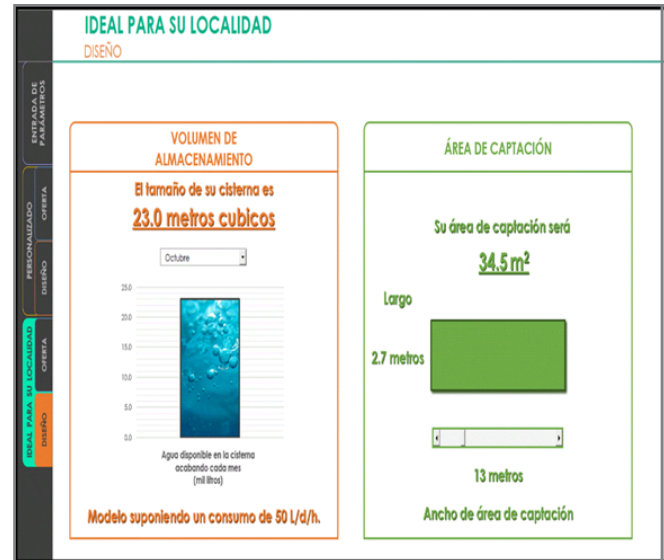 IDEAL PARA SU LOCALIDAD
DISEÑO
ENTRADA DE
PARÁMETROS
PERSONALIZADO
OFERTA
DISEÑO
IDEAL PARA SU LOCALIDAD
OFERTA
DISEÑO
VOLUMEN DE
ALMACENAMIENTO
El tamaño de su cisterna es
23.0 metros cubicos
Octubre
25.0
20.0
15.0
10.0
5.0
0.0
Agua disponible en la cisterna
acabando cada mes
(mil litros)
Modelo suponiendo un consumo de 50 L/d/h.
ÁREA DE CAPTACIÓN
Su área de captación será
34.5 m²
Largo
2.7 metros
13 metros
Ancho de área de captación